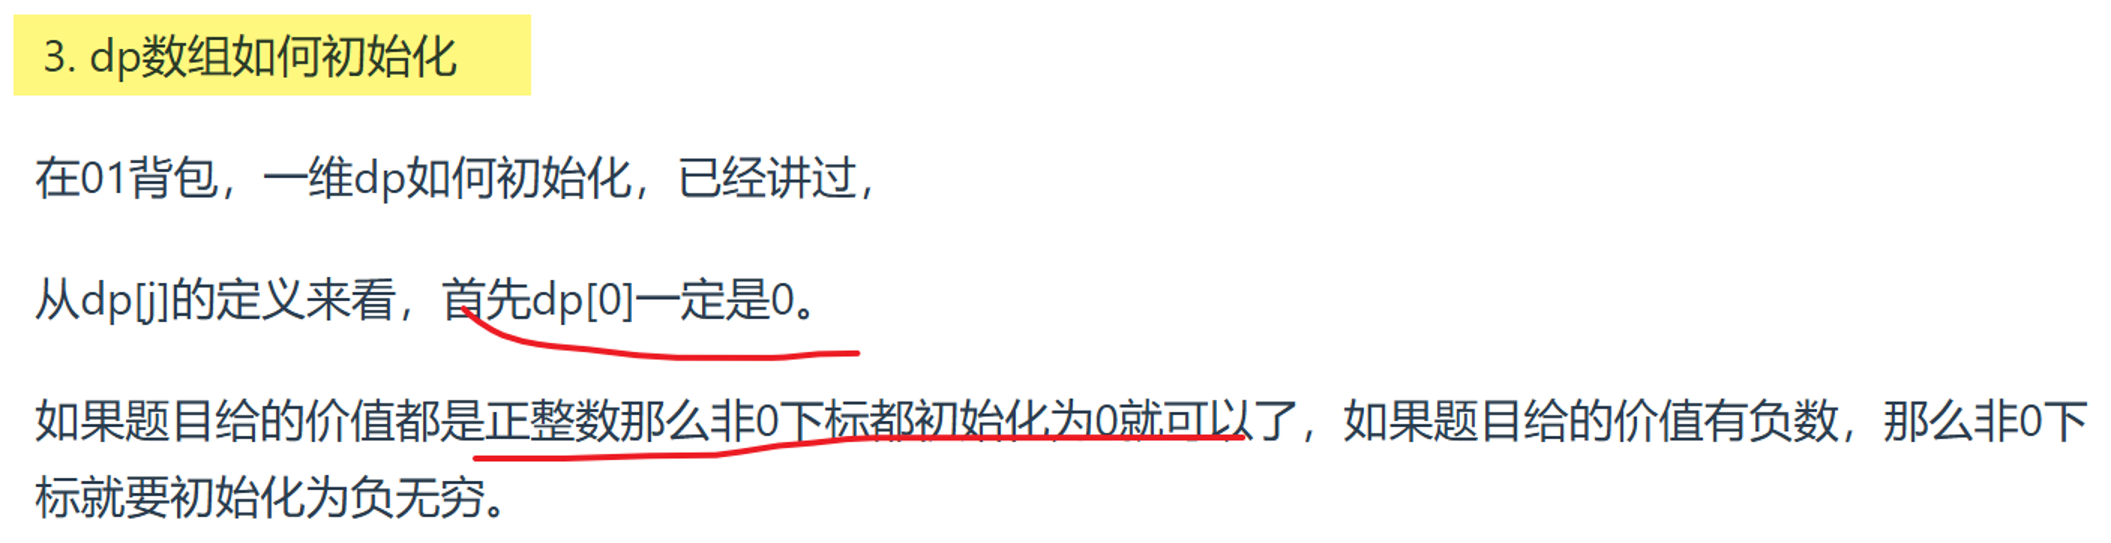 3. dp数组如何初始化
在01背包，一维dp如何初始化，已经讲过，
从dp[j]的定义来看，首先dp[0]一定是0。
如果题目给的价值都是正整数那么非0下标都初始化为0就可以了，如果题目给的价值有负数，那么非0下
标就要初始化为负无穷。